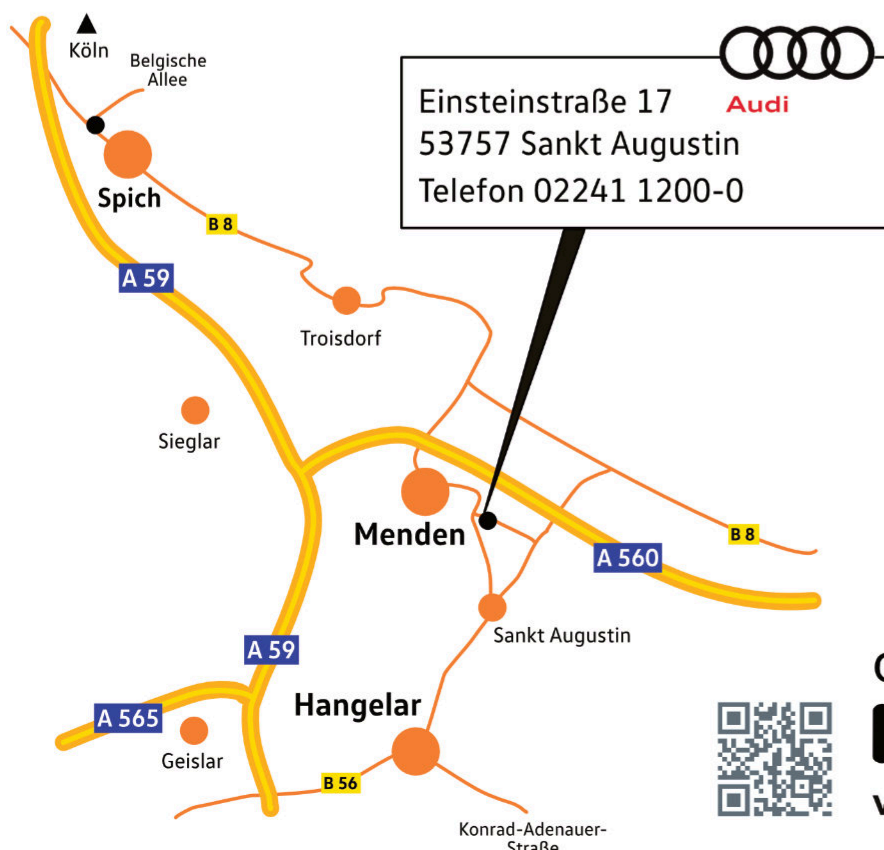 Köln
Belgische
Allee
Audi
Einsteinstraße 17
53757 Sankt Augustin
Telefon 02241 1200-0
Spich
B 8
A 59
Troisdorf
Sieglar
Menden
B 8
A 560
Sankt Augustin
A 59
Hangelar
A 565
Geislar
B 56
Konrad-Adenauer-
Straße